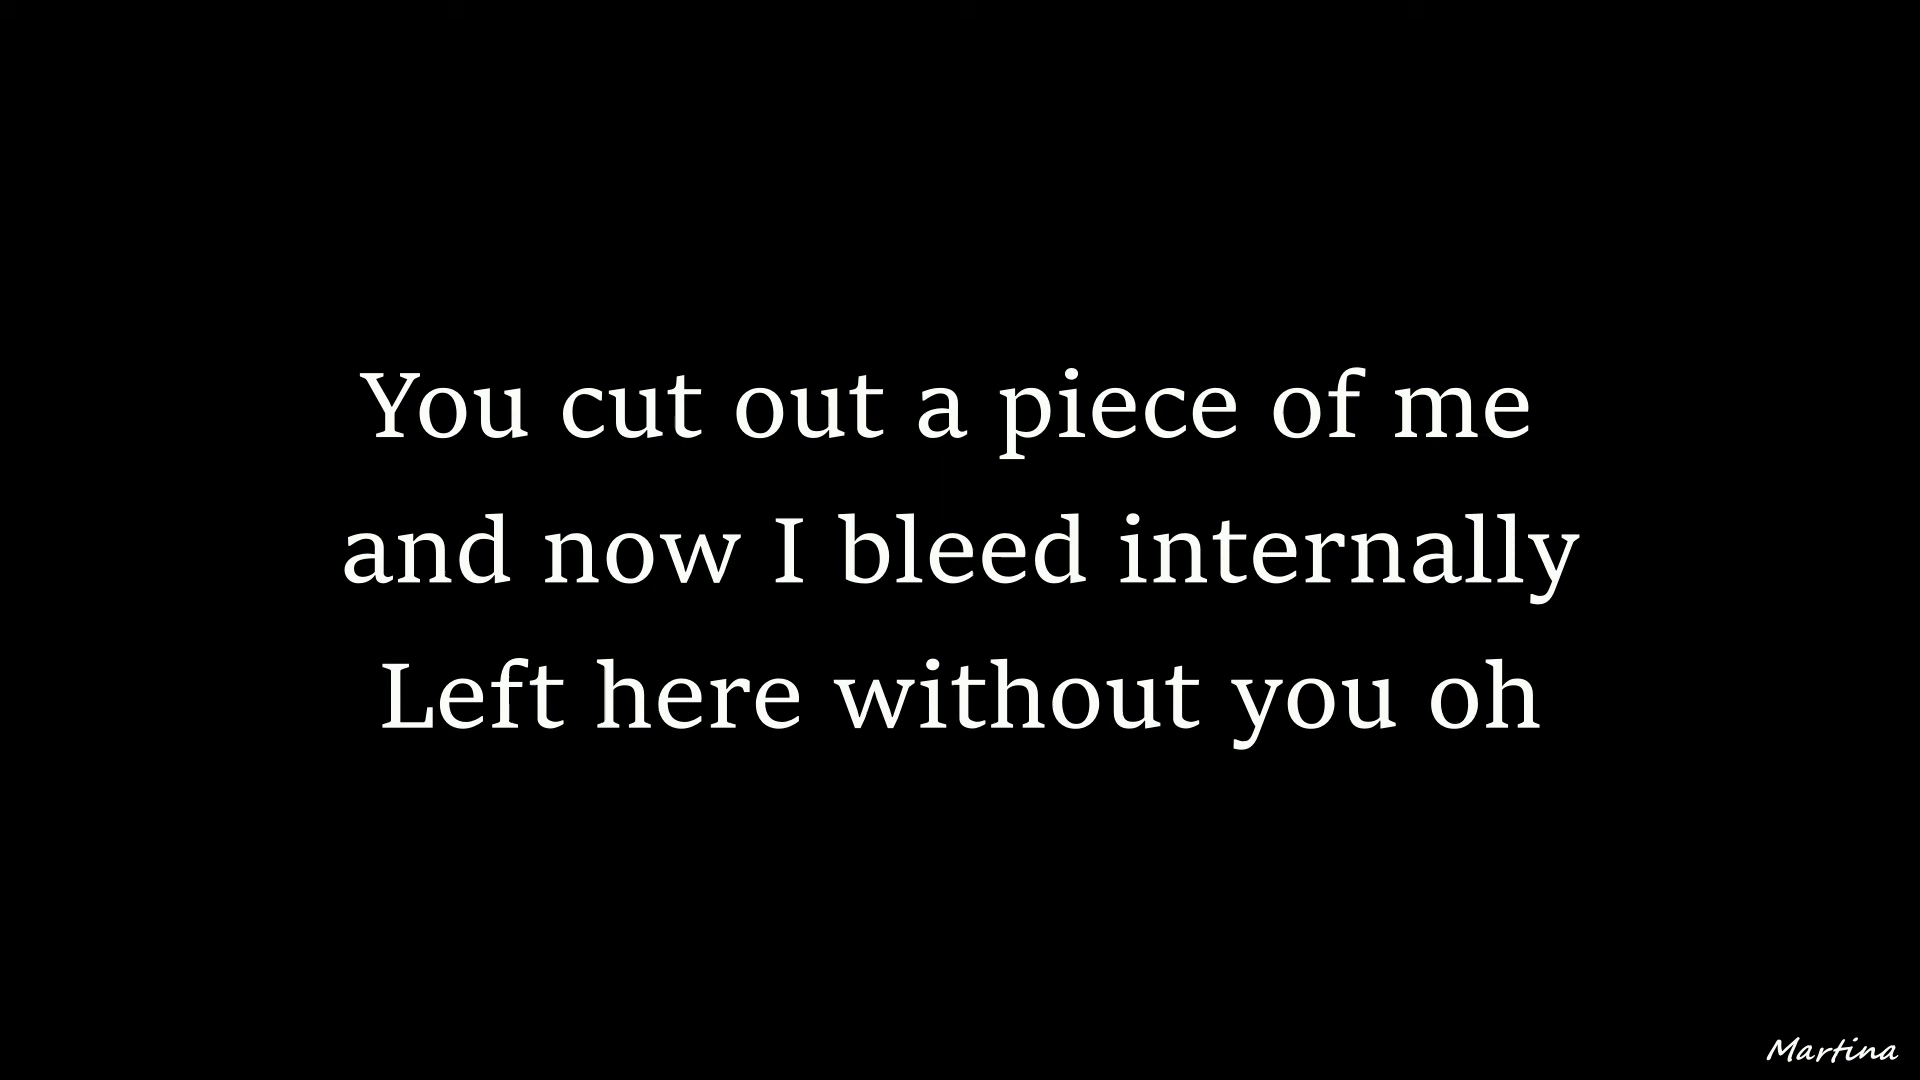 You cut out a piece of me
and now I bleed internally
Left here without you oh
Martina